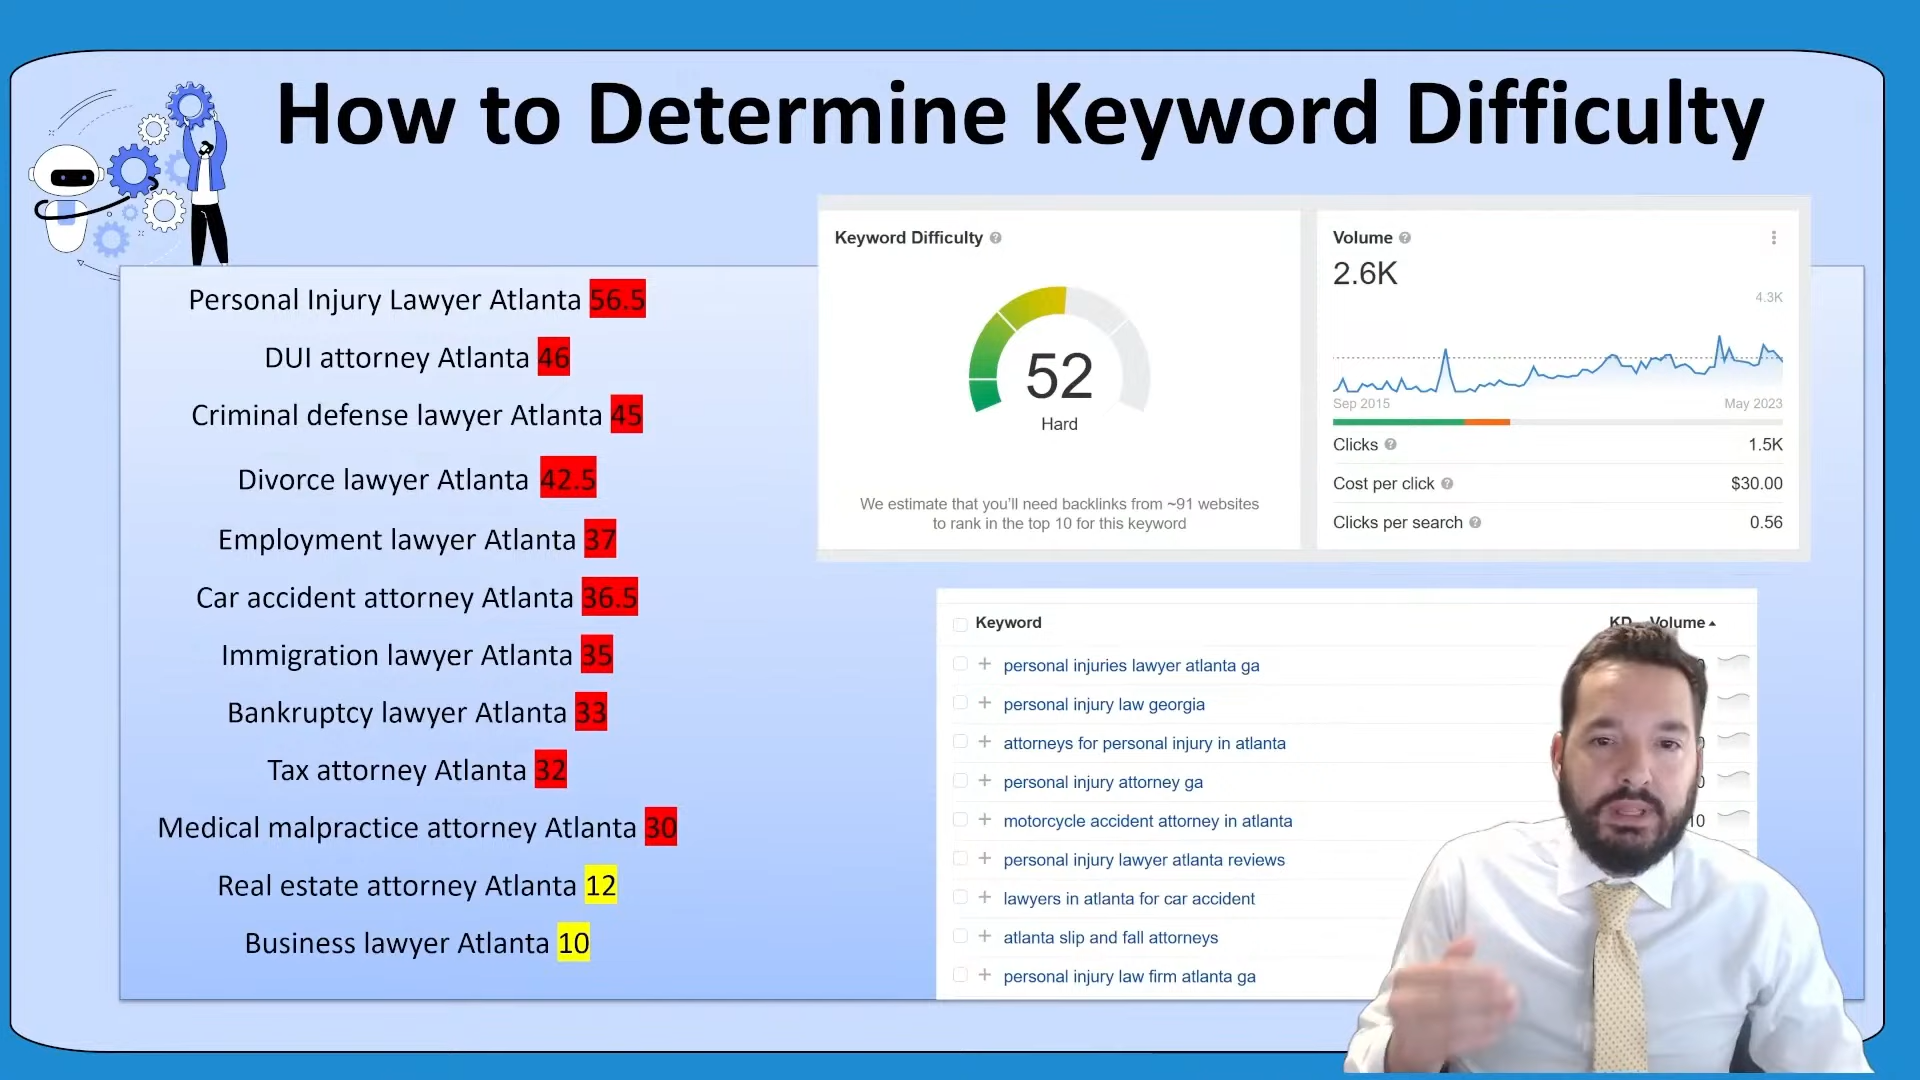 How to Determine Keyword Difficulty
Personal Injury Lawyer Atlanta 56.5
DUI attorney Atlanta 46
Criminal defense lawyer Atlanta 45
Divorce lawyer Atlanta 42.5
Employment lawyer Atlanta 37
Car accident attorney Atlanta 36.5
Immigration lawyer Atlanta 35
Bankruptcy lawyer Atlanta 33
Tax attorney Atlanta 32
Medical malpractice attorney Atlanta 30
Real estate attorney Atlanta 12
Business lawyer Atlanta 10
Keyword Difficulty
52
Hard
We estimate that you'll need backlinks from ~91 websites
to rank in the top 10 for this keyword
Volume
2.6K
4.3K
Sep 2015 May 2023
Clicks 1.5K
Cost per click $30.00
Clicks per search 0.56
Keyword KD Volume
personal injuries lawyer atlanta ga
personal injury law georgia
attorneys for personal injury in atlanta
personal injury attorney ga
motorcycle accident attorney in atlanta
personal injury lawyer atlanta reviews
lawyers in atlanta for car accident
atlanta slip and fall attorneys
personal injury law firm atlanta ga